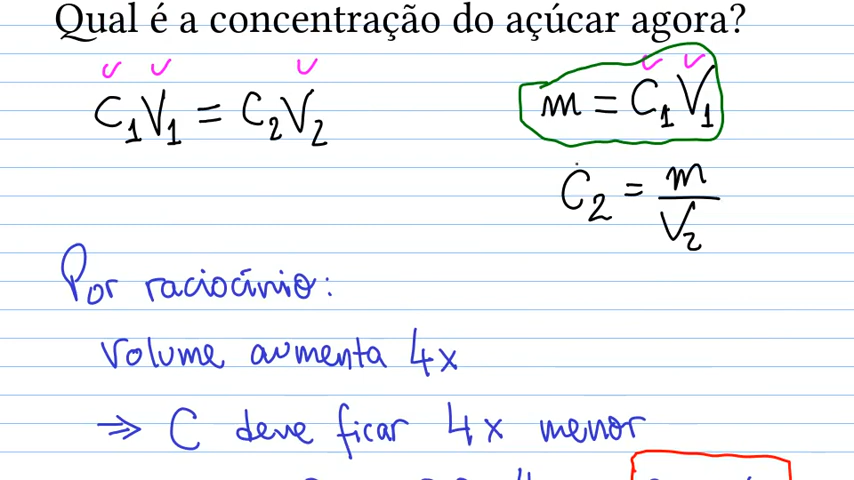 Qual é a concentração do açúcar agora?
C₁V₁ = C₂V₂
m = C₁V₁
C₂ = m/V₂
Por raciocínio:
Volume aumenta 4x
⇒ C deve ficar 4x menor